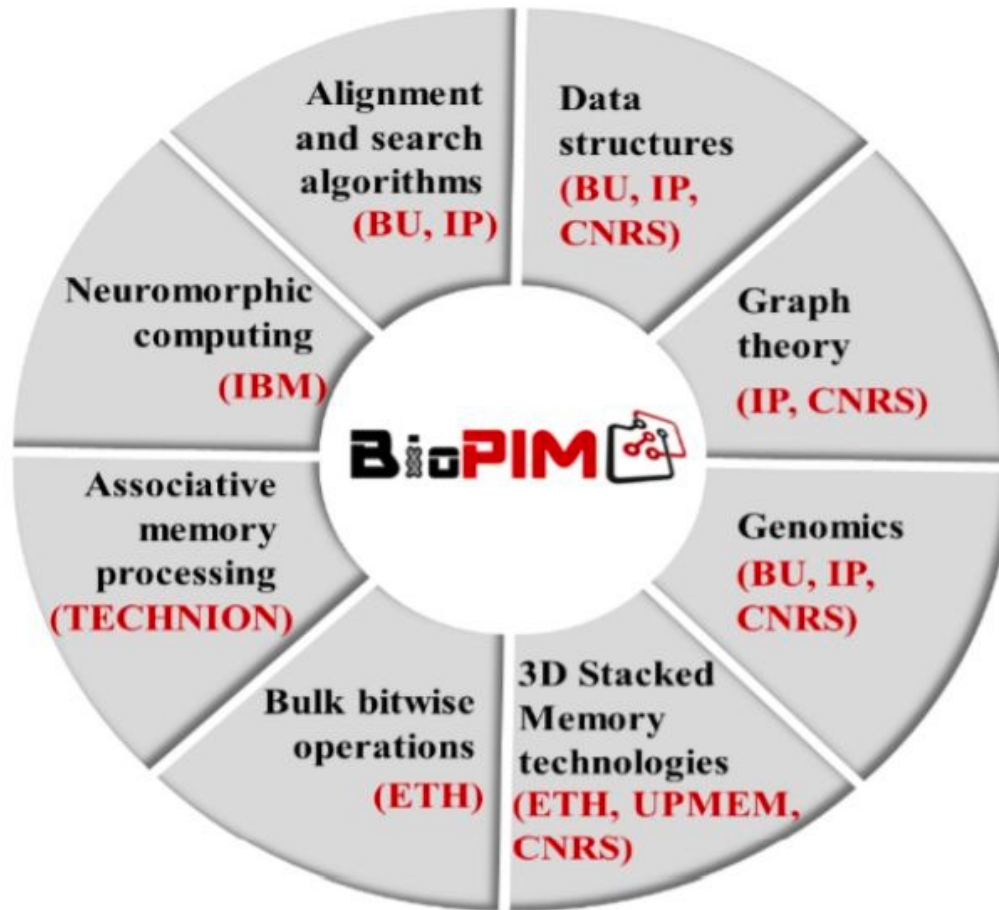 Alignment
and search
algorithms
(BU, IP)
Data
structures
(BU, IP,
CNRS)
Graph
theory
(IP, CNRS)
Genomics
(BU, IP,
CNRS)
3D Stacked
Memory
technologies
(ETH, UPMEM,
CNRS)
Bulk bitwise
operations
(ETH)
Associative
memory
processing
(TECHNION)
Neuromorphic
computing
(IBM)
BioPIM